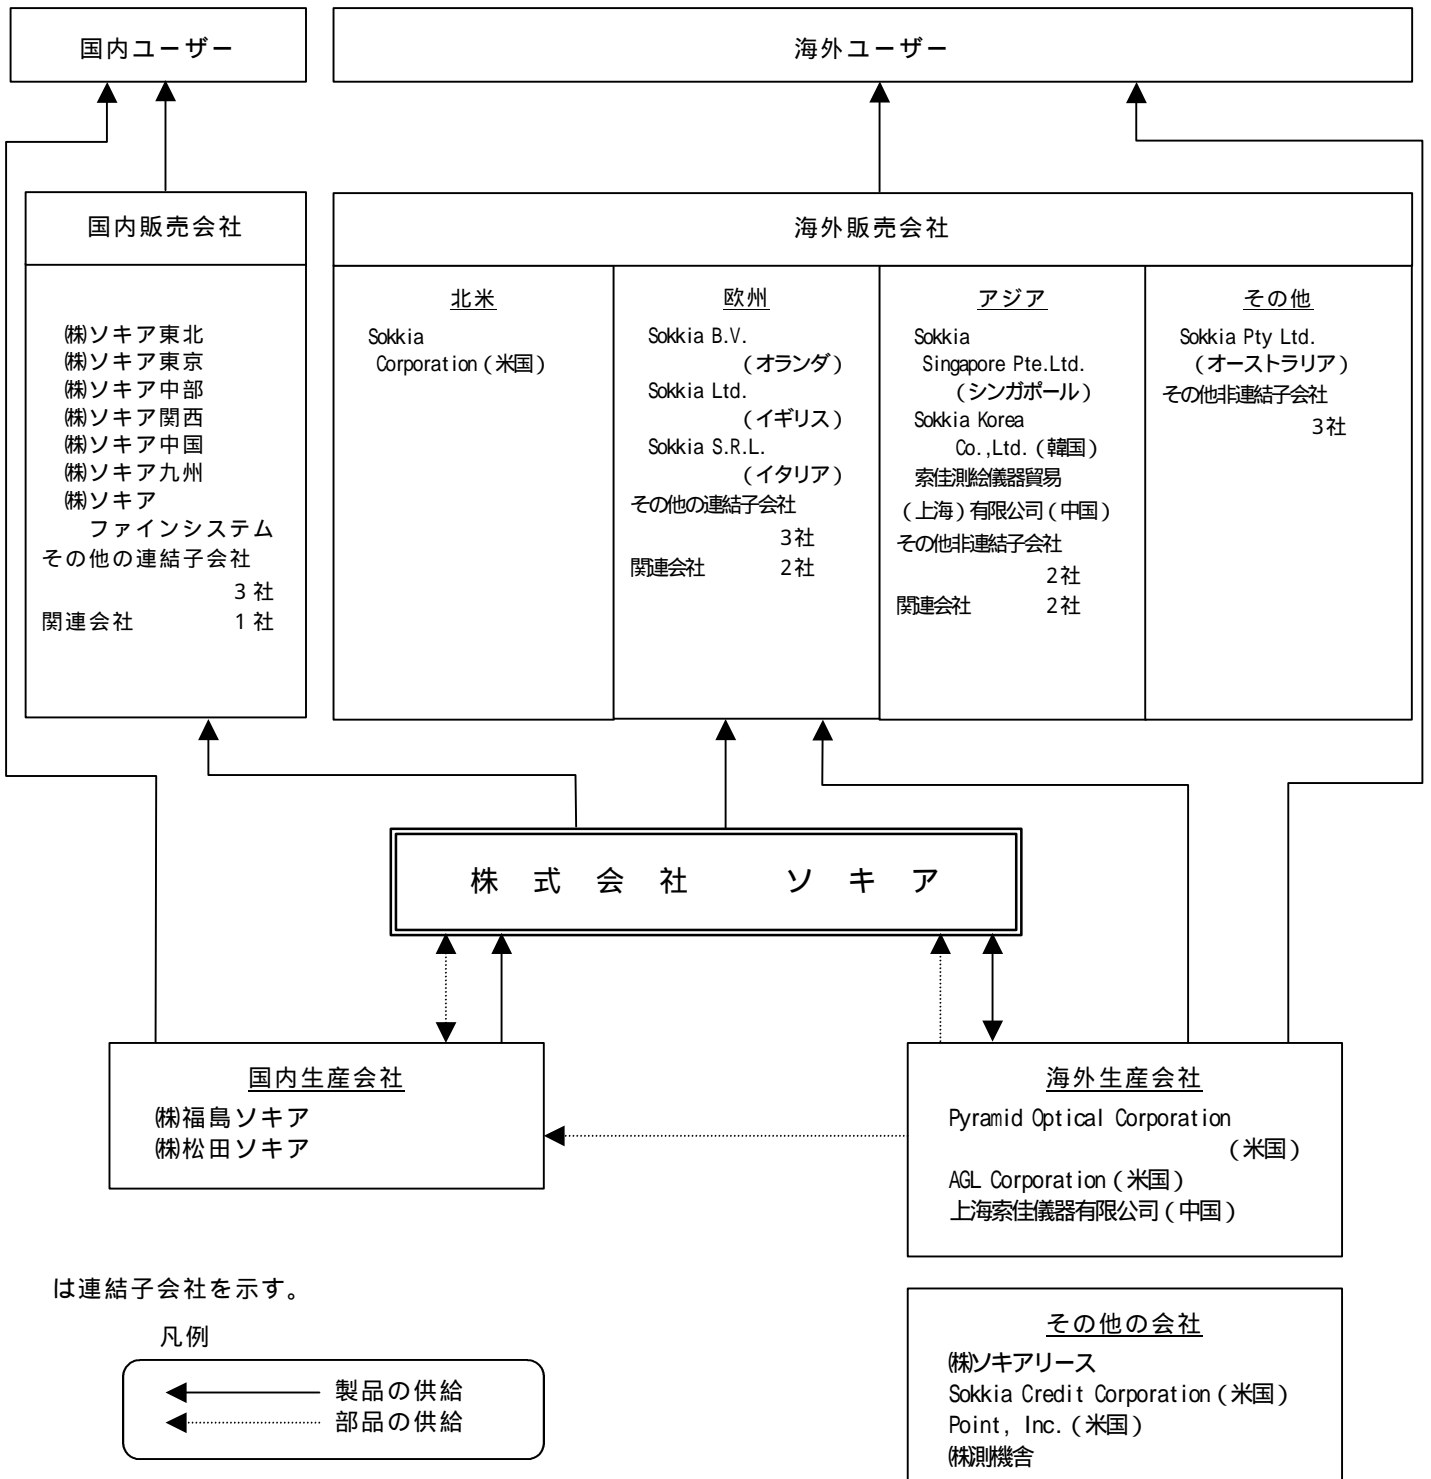 国内ユーザー
海外ユーザー
国内販売会社
㈱ソキア東北
㈱ソキア東京
㈱ソキア中部
㈱ソキア関西
㈱ソキア中国
㈱ソキア九州
㈱ソキア
ファインシステム
その他の連結子会社
3社
関連会社 1社
海外販売会社
北米
Sokkia
Corporation(米国)
欧州
Sokkia B.V.
(オランダ)
Sokkia Ltd.
(イギリス)
Sokkia S.R.L.
(イタリア)
その他の連結子会社
3社
関連会社 2社
アジア
Sokkia
Singapore Pte.Ltd.
(シンガポール)
Sokkia Korea
Co.,Ltd.(韓国)
索佳測絵儀器貿易
(上海)有限公司(中国)
その他非連結子会社
2社
関連会社 2社
その他
Sokkia Pty Ltd.
(オーストラリア)
その他非連結子会社
3社
株式会社 ソキア
国内生産会社
㈱福島ソキア
㈱松田ソキア
海外生産会社
Pyramid Optical Corporation
(米国)
AGL Corporation(米国)
上海索佳儀器有限公司(中国)
は連結子会社を示す。
凡例
製品の供給
部品の供給
その他の会社
㈱ソキアリース
Sokkia Credit Corporation(米国)
Point, Inc.(米国)
㈱測機舎